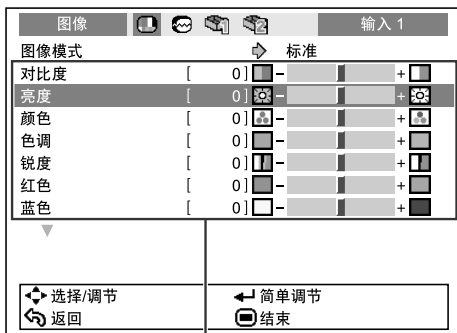 图像 输入 1
图像模式 标准
对比度 [ 0] - +
亮度 [ 0] - +
颜色 [ 0] - +
色调 [ 0] - +
锐度 [ 0] - +
红色 [ 0] - +
蓝色 [ 0] - +
选择/调节 简单调节
返回 结束